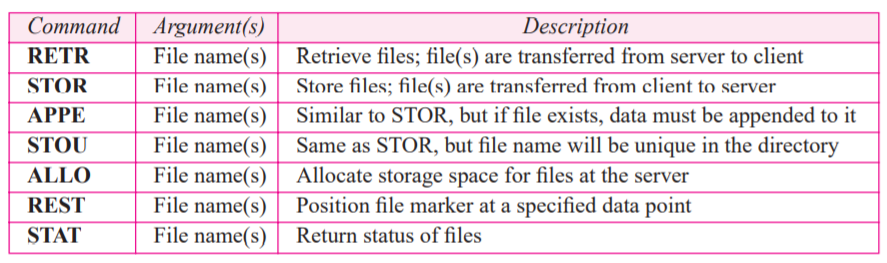 Command Argument(s) Description
RETR File name(s) Retrieve files; file(s) are transferred from server to client
STOR File name(s) Store files; file(s) are transferred from client to server
APPE File name(s) Similar to STOR, but if file exists, data must be appended to it
STOU File name(s) Same as STOR, but file name will be unique in the directory
ALLO File name(s) Allocate storage space for files at the server
REST File name(s) Position file marker at a specified data point
STAT File name(s) Return status of files